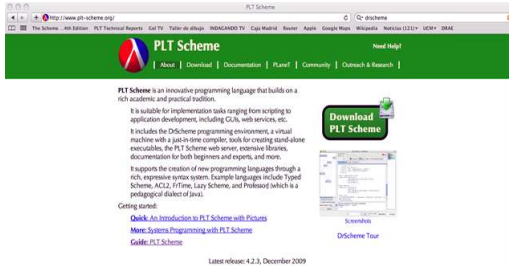 PLT Scheme
http://www.plt-scheme.org/
drscheme
The Scheme ...4th Edition PLT Technical Reports Gol TV Taller de dibujo INDAGANDO TV Caja Madrid Router Apple Google Maps Wikipedia Noticias (121) UCM DRAE
PLT Scheme
Need Help?
About | Download | Documentation | PLaneT | Community | Outreach & Research |
PLT Scheme is an innovative programming language that builds on a
rich academic and practical tradition.
It is suitable for implementation tasks ranging from scripting to
application development, including GUIs, web services, etc.
It includes the DrScheme programming environment, a virtual
machine with a just-in-time compiler, tools for creating stand-alone
executables, the PLT Scheme web server, extensive libraries,
documentation for both beginners and experts, and more.
It supports the creation of new programming languages through a
rich, expressive syntax system. Example languages include Typed
Scheme, ACL2, FrTime, Lazy Scheme, and ProfessorJ (which is a
pedagogical dialect of Java).
Getting started:
Quick: An Introduction to PLT Scheme with Pictures
More: Systems Programming with PLT Scheme
Guide: PLT Scheme
Download
PLT Scheme
Screenshots
DrScheme Tour
Latest release: 4.2.3, December 2009